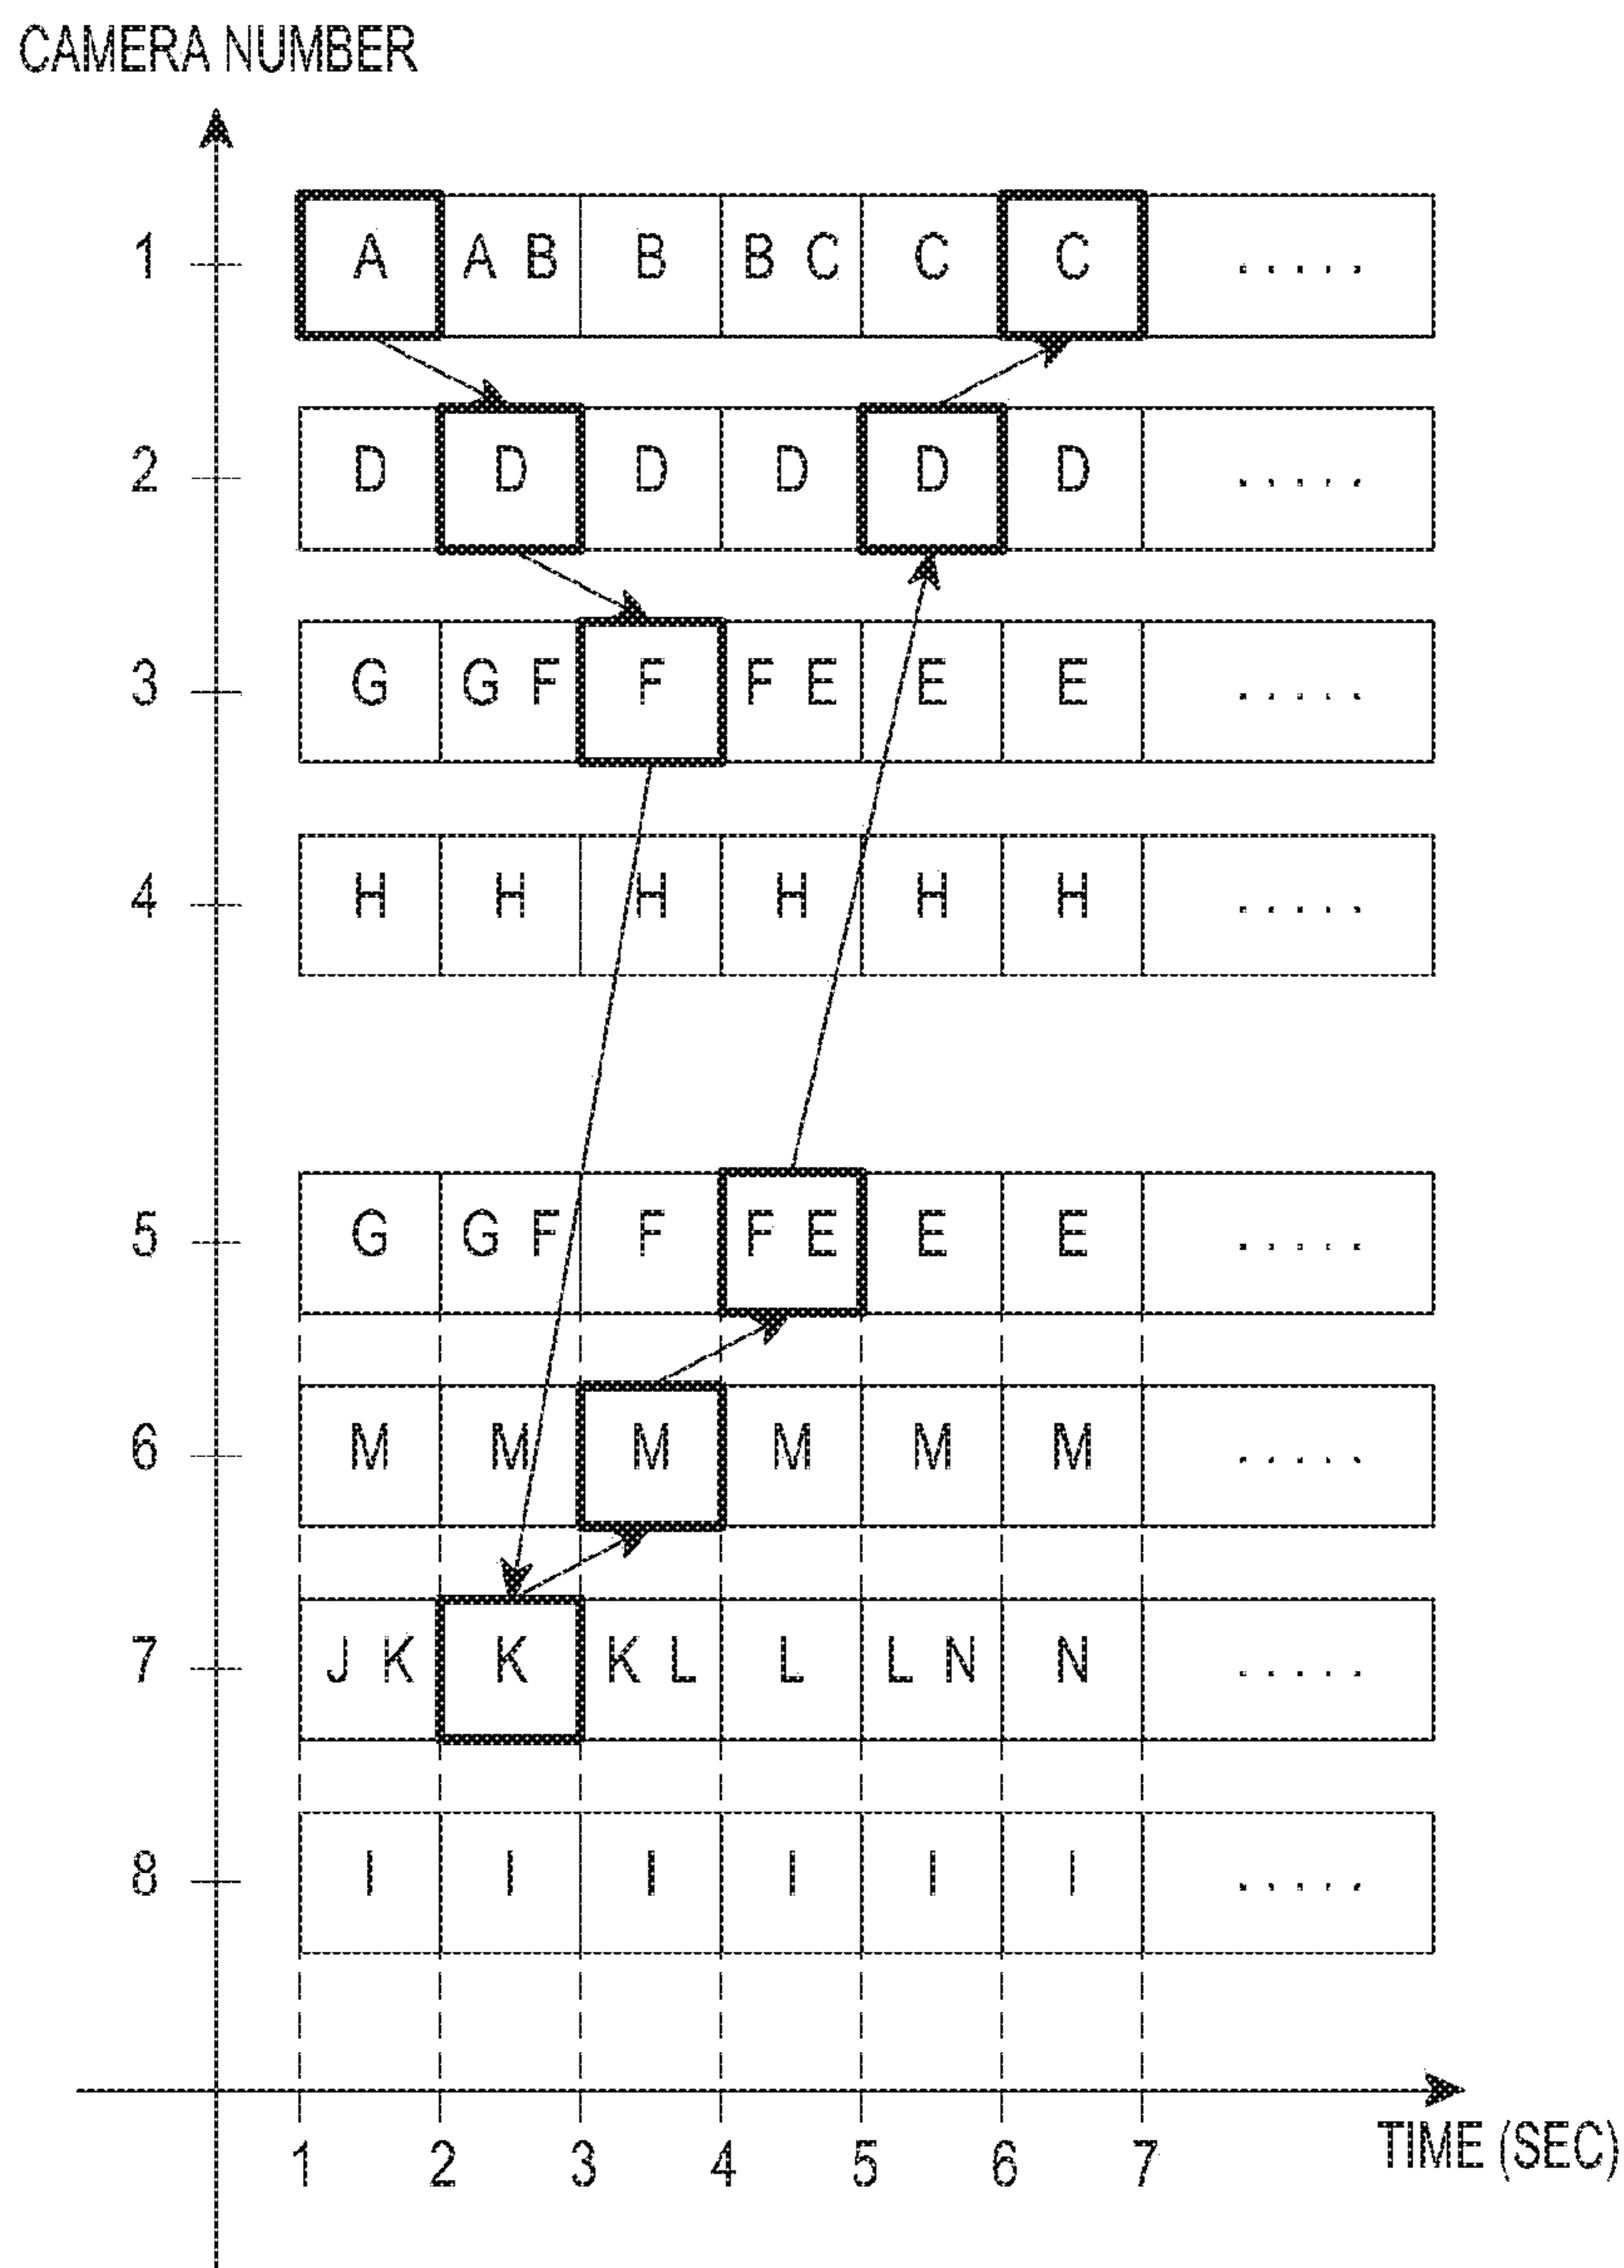 CAMERA NUMBER
1 A A B B B C C C .....
2 D D D D D D .....
3 G G F F F E E E .....
4 H H H H H H .....
5 G G F F F E E E .....
6 M M M M M M .....
7 J K K K L L L N N .....
8 I I I I I I .....
1 2 3 4 5 6 7 TIME (SEC)